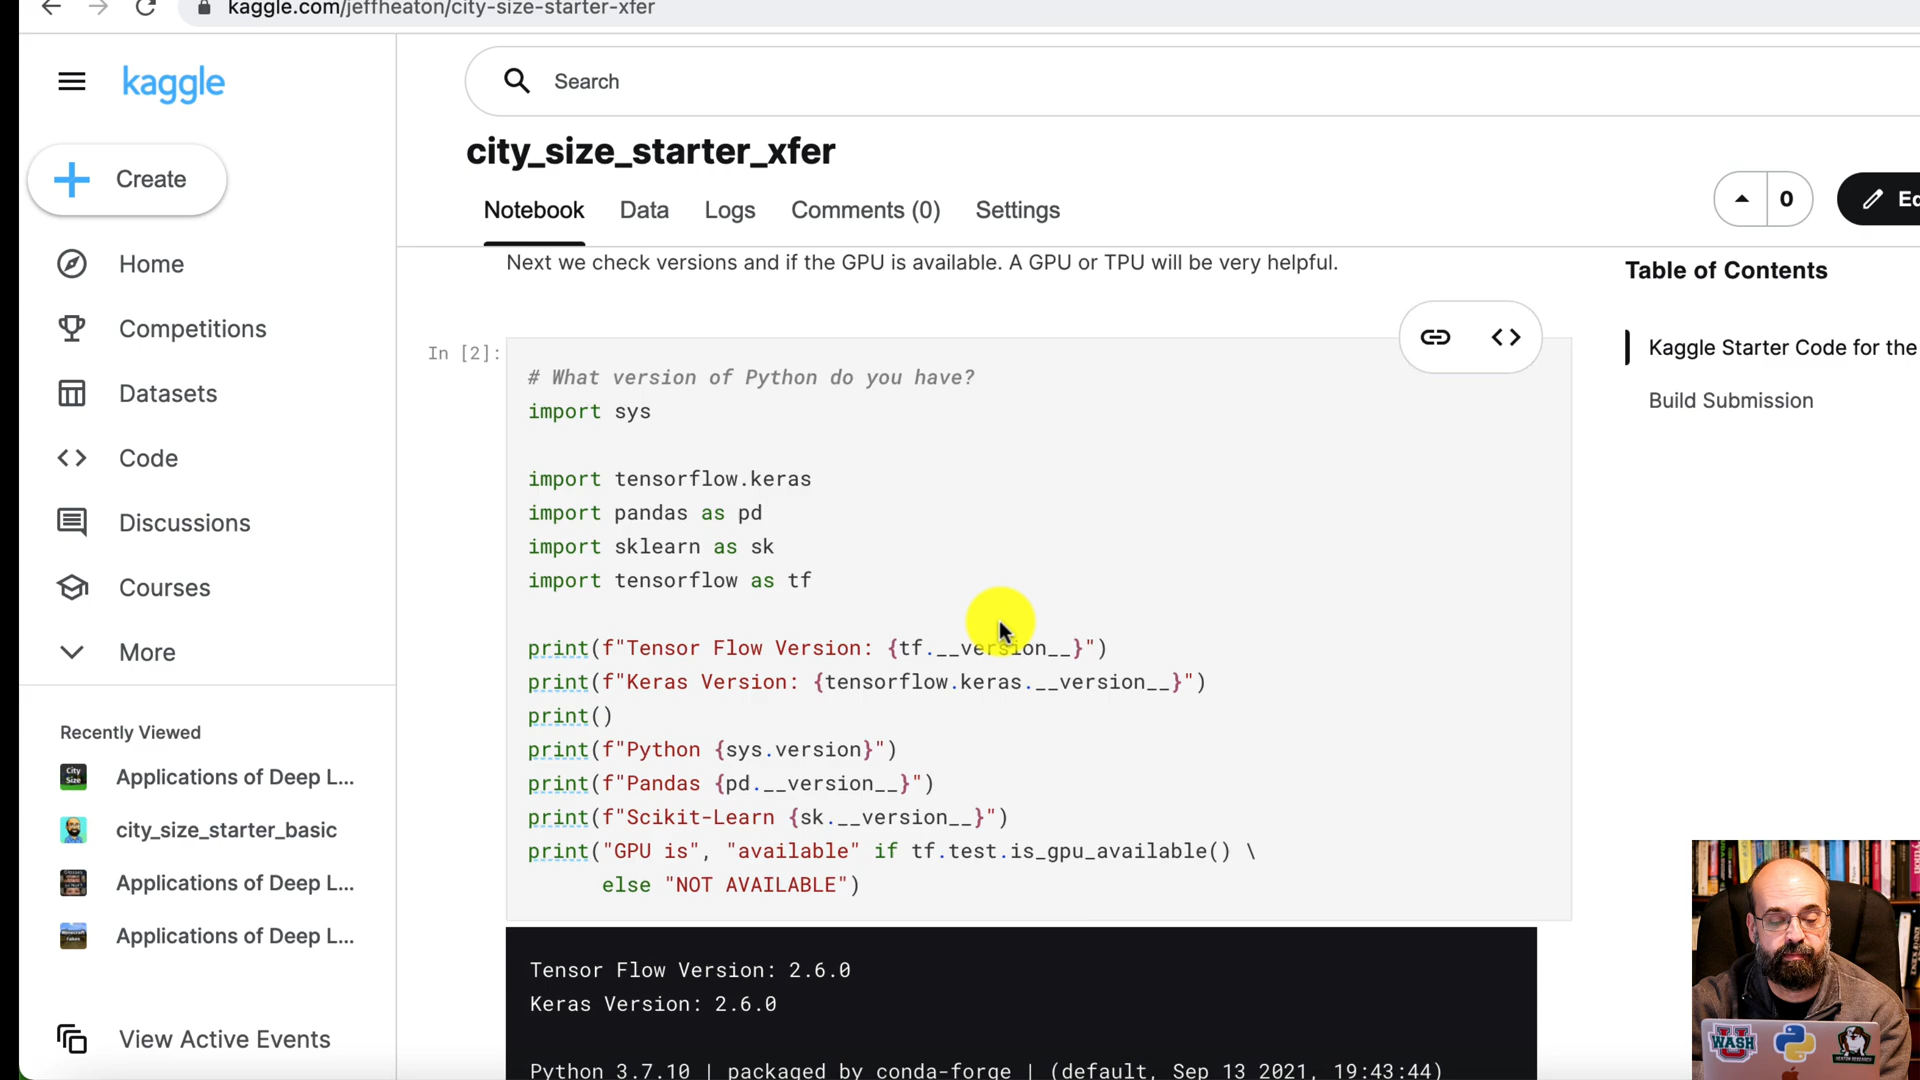 kaggle.com/jeffheaton/city-size-starter-xfer
kaggle
Search
Create
city_size_starter_xfer
Notebook
Data
Logs
Comments (0)
Settings
0
Home
Competitions
Datasets
Code
Discussions
Courses
More
Recently Viewed
City Size
Applications of Deep L...
city_size_starter_basic
Applications of Deep L...
Applications of Deep L...
View Active Events
Next we check versions and if the GPU is available. A GPU or TPU will be very helpful.
In [2]:
# What version of Python do you have?
import sys
import tensorflow.keras
import pandas as pd
import sklearn as sk
import tensorflow as tf
print(f"Tensor Flow Version: {tf.__version__}")
print(f"Keras Version: {tensorflow.keras.__version__}")
print()
print(f"Python {sys.version}")
print(f"Pandas {pd.__version__}")
print(f"Scikit-Learn {sk.__version__}")
print("GPU is", "available" if tf.test.is_gpu_available() \
else "NOT AVAILABLE")
Tensor Flow Version: 2.6.0
Keras Version: 2.6.0
Python 3.7.10 | packaged by conda-forge | (default, Sep 13 2021, 19:43:44)
Table of Contents
Kaggle Starter Code for the
Build Submission
WASH